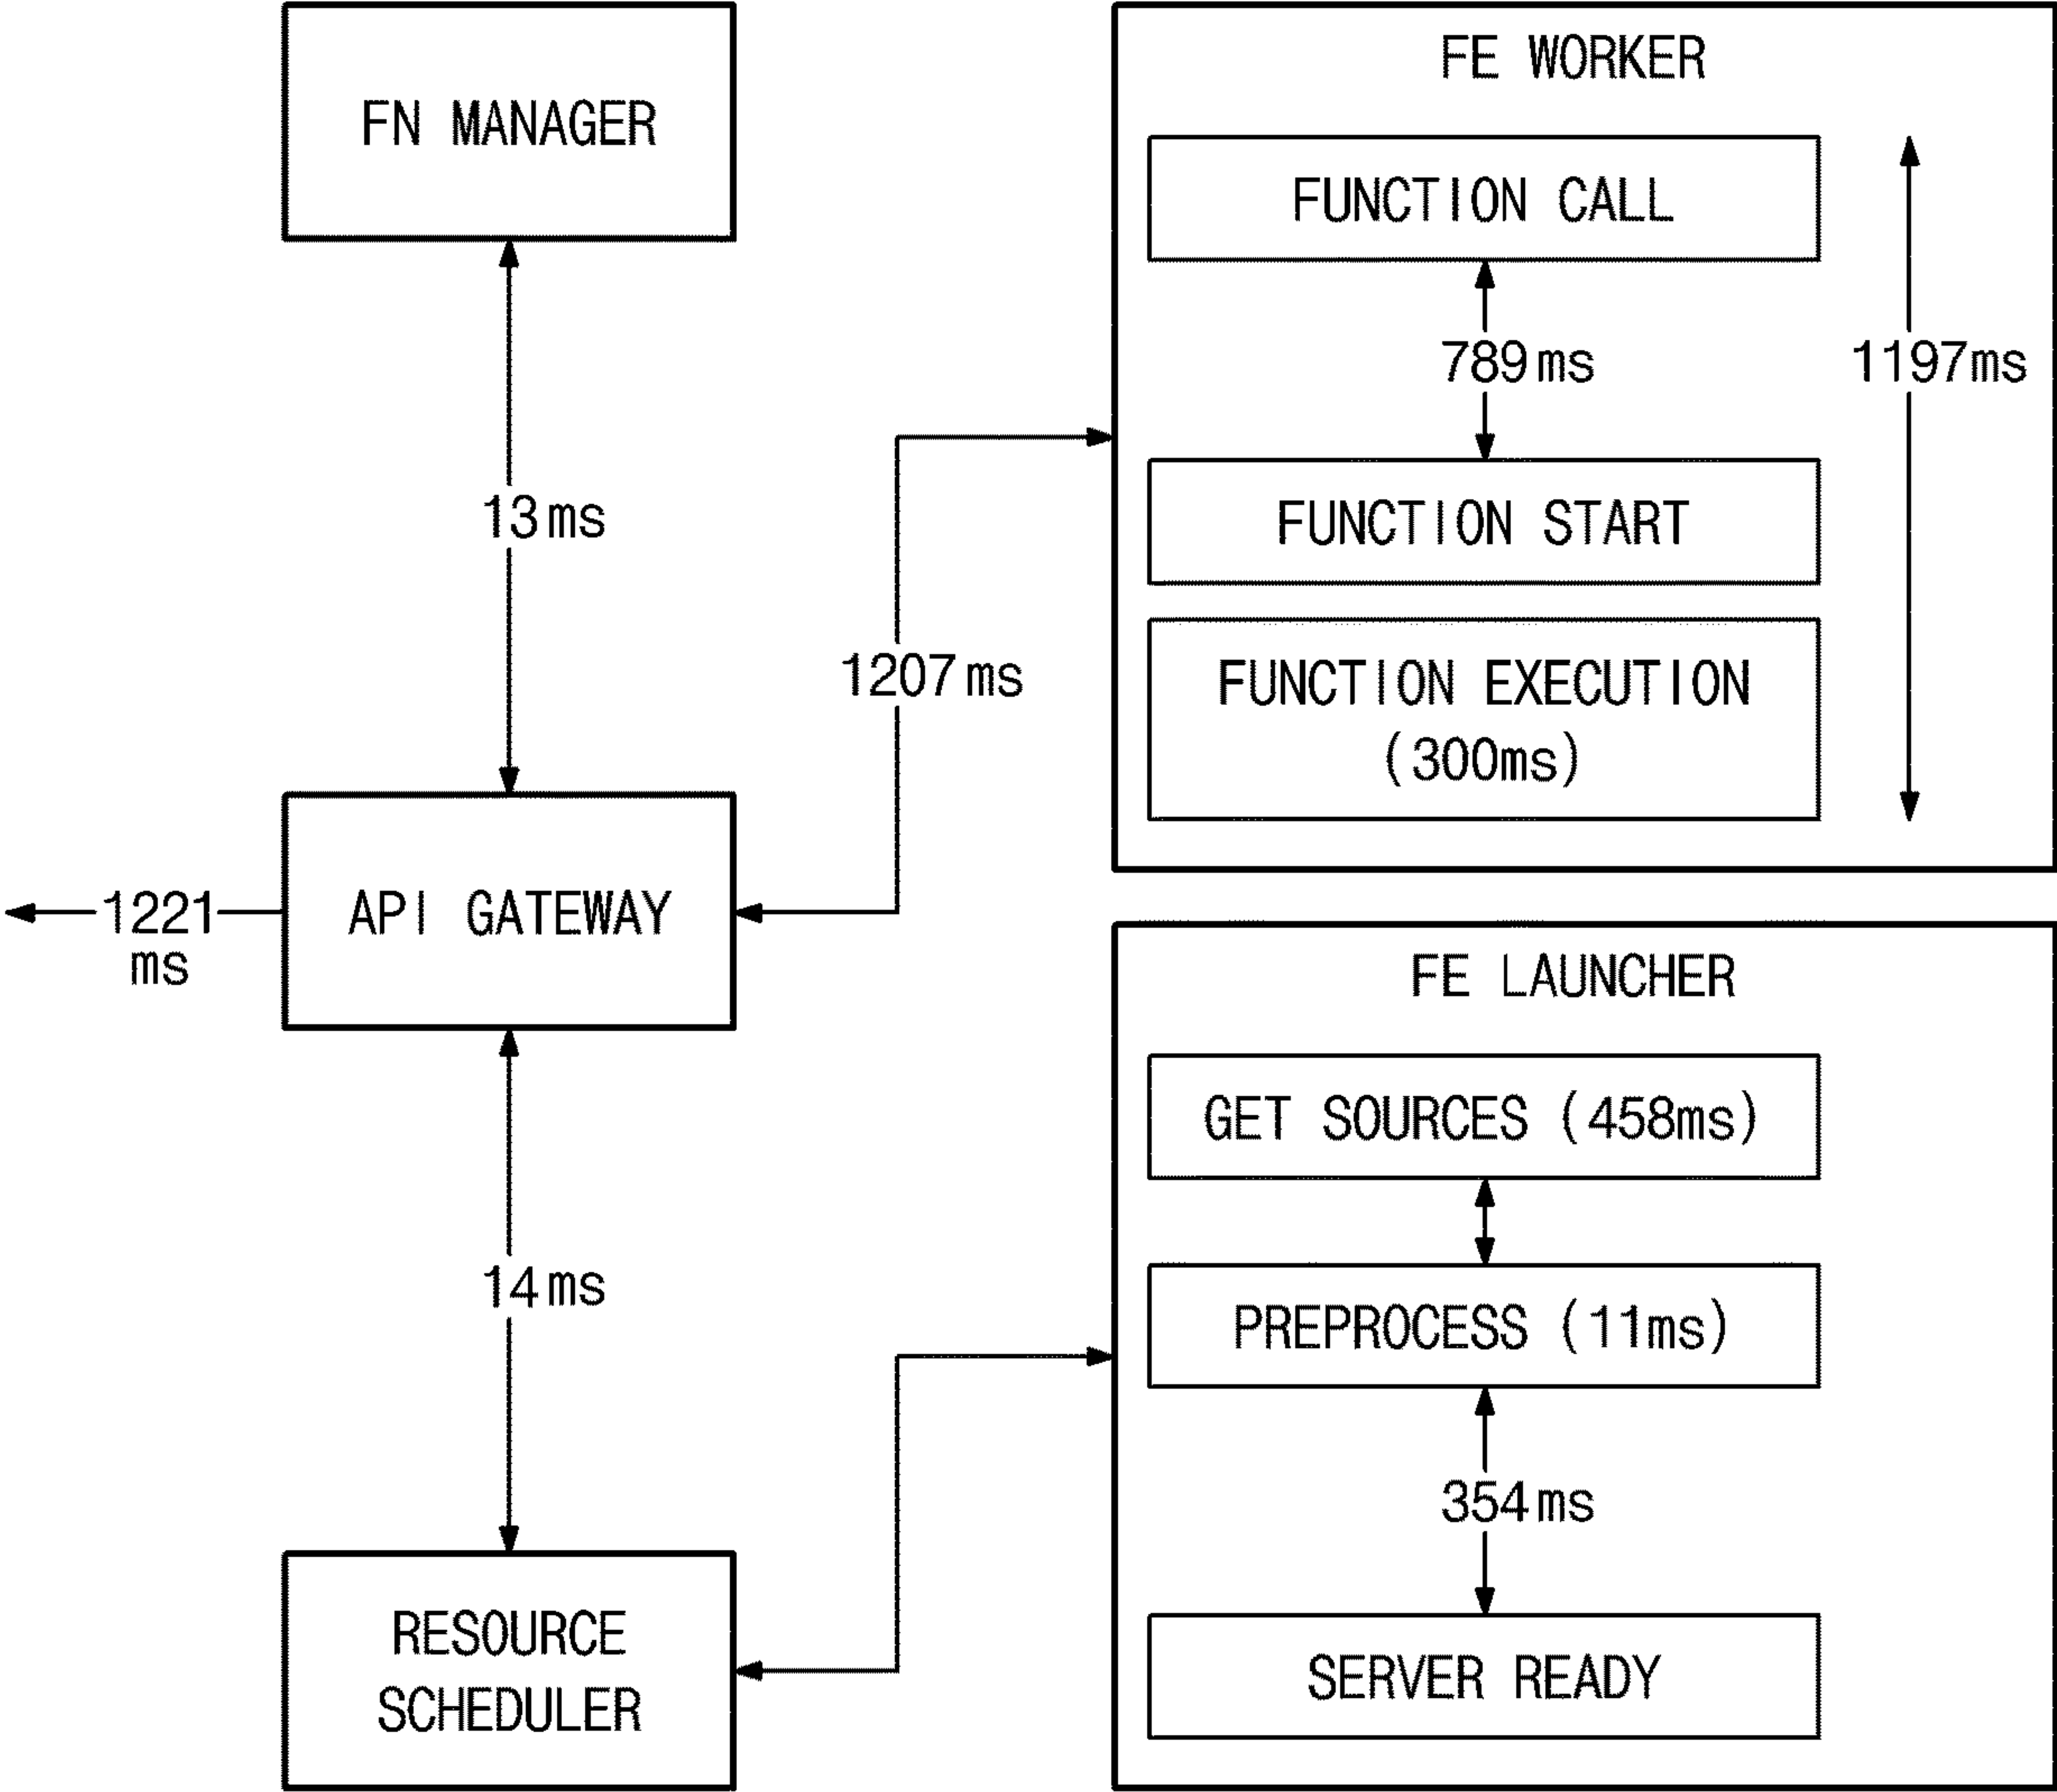 FN MANAGER
13ms
API GATEWAY
1221
ms
14ms
RESOURCE
SCHEDULER
1207ms
FE WORKER
FUNCTION CALL
789ms
1197ms
FUNCTION START
FUNCTION EXECUTION
(300ms)
FE LAUNCHER
GET SOURCES (458ms)
PREPROCESS (11ms)
354ms
SERVER READY